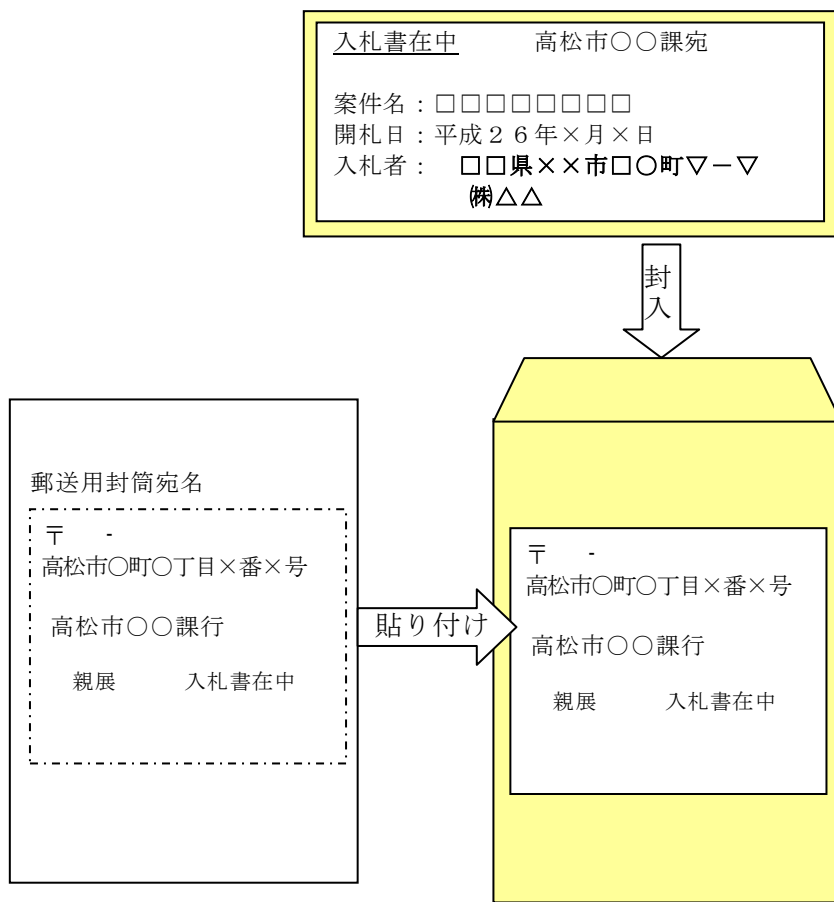 入札書在中 高松市○○課宛
案件名：□□□□□□□□
開札日：平成２６年×月×日
入札者： □□県××市□○町▽－▽
㈱△△
封入
郵送用封筒宛名
〒 -
高松市○町○丁目×番×号
高松市○○課行
親展 入札書在中
貼り付け
〒 -
高松市○町○丁目×番×号
高松市○○課行
親展 入札書在中